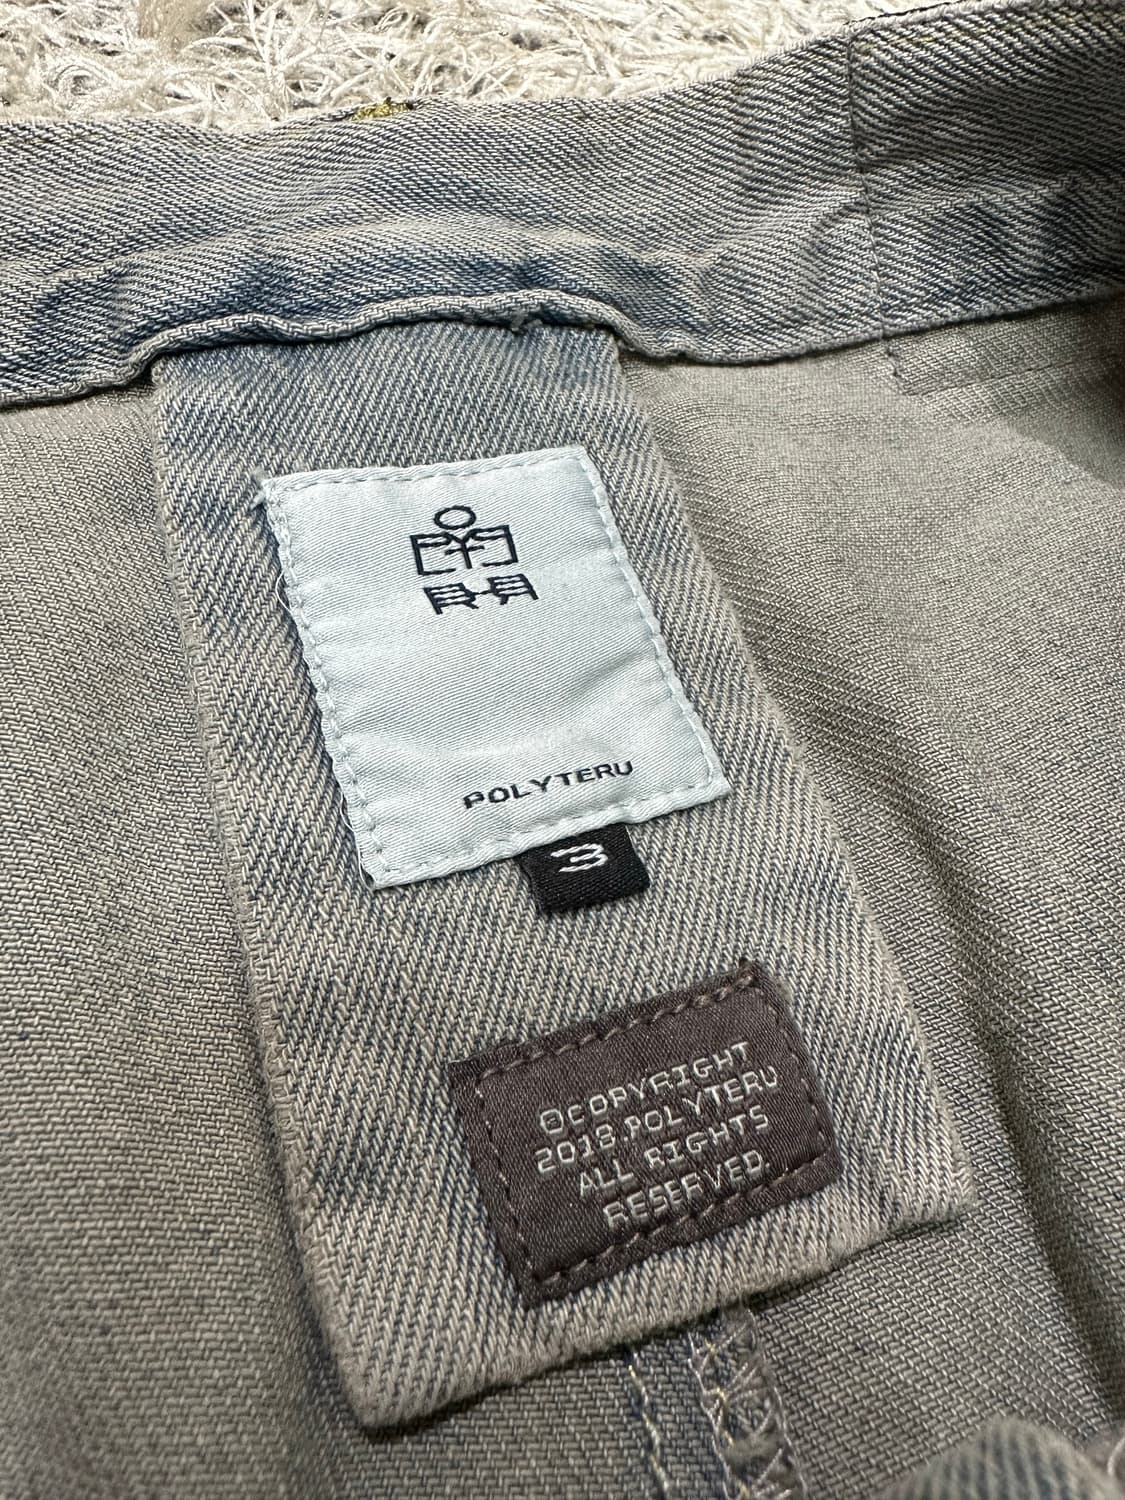 POLYTERU
3
©COPYRIGHT
2018.POLYTERU
ALL RIGHTS
RESERVED.